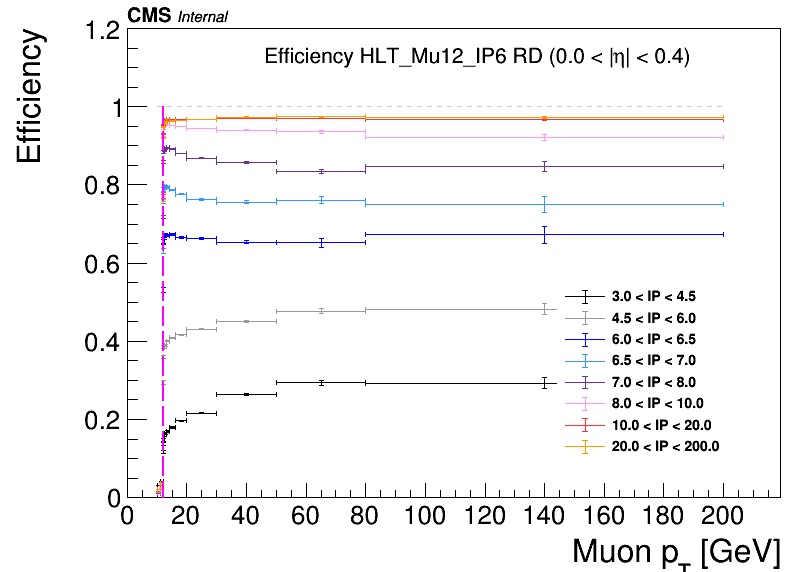 CMS Internal
Efficiency HLT_Mu12_IP6 RD (0.0 < |η| < 0.4)
Efficiency
1.2
1
0.8
0.6
0.4
0.2
0
3.0 < IP < 4.5
4.5 < IP < 6.0
6.0 < IP < 6.5
6.5 < IP < 7.0
7.0 < IP < 8.0
8.0 < IP < 10.0
10.0 < IP < 20.0
20.0 < IP < 200.0
0 20 40 60 80 100 120 140 160 180 200
Muon pT [GeV]